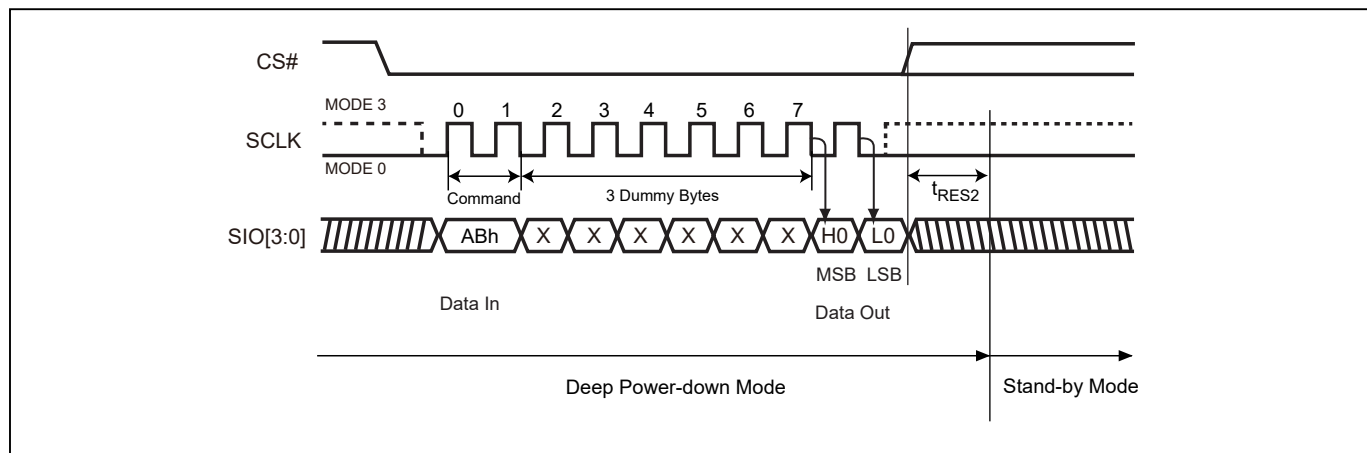 CS#
MODE 3
0 1 2 3 4 5 6 7
SCLK
MODE 0
Command
3 Dummy Bytes
tRES2
SIO[3:0]
ABh X X X X X X H0 L0
MSB LSB
Data In
Data Out
Deep Power-down Mode
Stand-by Mode